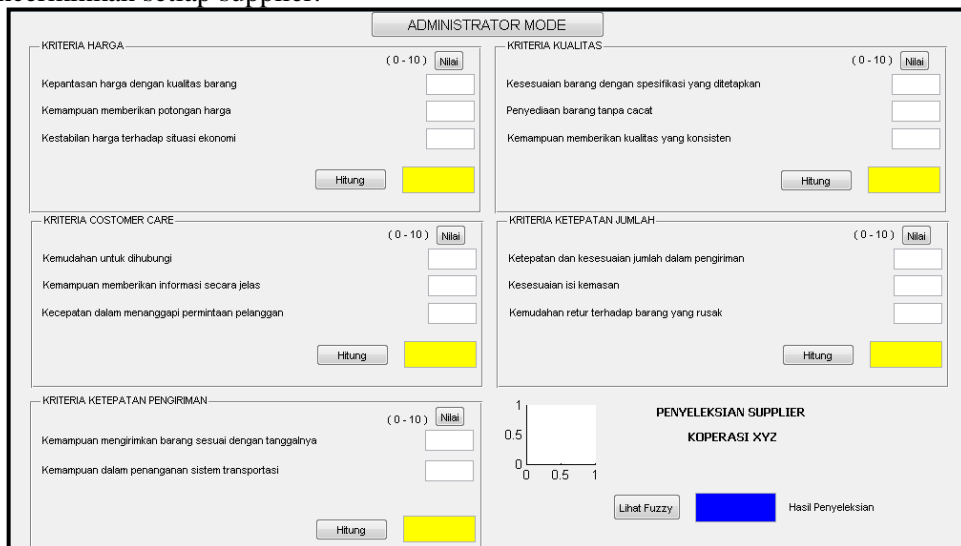 setiap supplier.
ADMINISTRATOR MODE
KRITERIA HARGA
( 0 - 10 ) Nilai
Kepantasan harga dengan kualitas barang
Kemampuan memberikan potongan harga
Kestabilan harga terhadap situasi ekonomi
Hitung
KRITERIA KUALITAS
( 0 - 10 ) Nilai
Kesesuaian barang dengan spesifikasi yang ditetapkan
Penyediaan barang tanpa cacat
Kemampuan memberikan kualitas yang konsisten
Hitung
KRITERIA COSTOMER CARE
( 0 - 10 ) Nilai
Kemudahan untuk dihubungi
Kemampuan memberikan informasi secara jelas
Kecepatan dalam menanggapi permintaan pelanggan
Hitung
KRITERIA KETEPATAN JUMLAH
( 0 - 10 ) Nilai
Ketepatan dan kesesuaian jumlah dalam pengiriman
Kesesuaian isi kemasan
Kemudahan retur terhadap barang yang rusak
Hitung
KRITERIA KETEPATAN PENGIRIMAN
( 0 - 10 ) Nilai
Kemampuan mengirimkan barang sesuai dengan tanggalnya
Kemampuan dalam penanganan sistem transportasi
Hitung
1
0.5
0
0 0.5 1
PENYELEKSIAN SUPPLIER
KOPERASI XYZ
Lihat Fuzzy
Hasil Penyeleksian